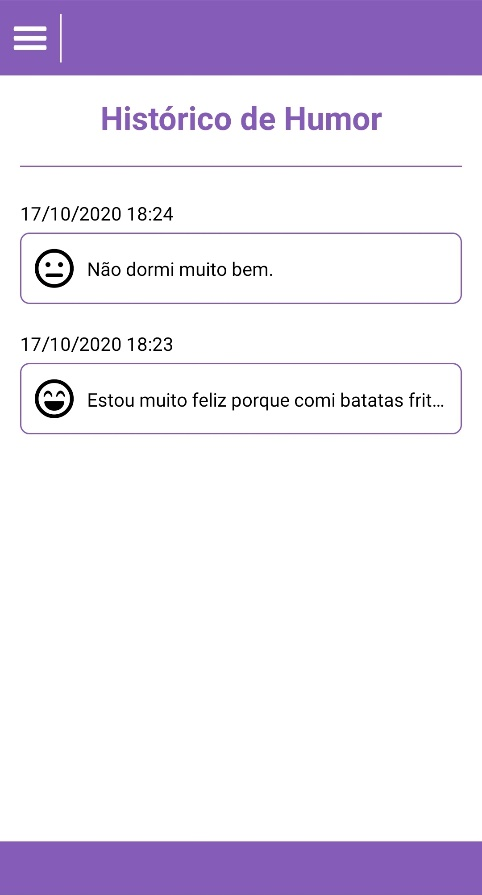 Histórico de Humor
17/10/2020 18:24
Não dormi muito bem.
17/10/2020 18:23
Estou muito feliz porque comi batatas frit...